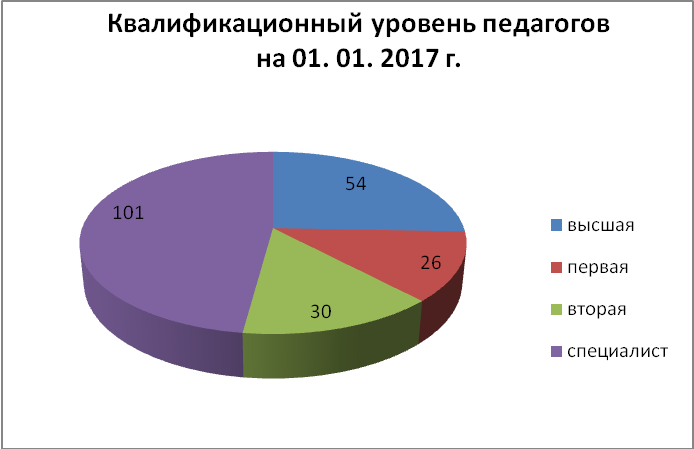 Квалификационный уровень педагогов
на 01. 01. 2017 г.
54
101
26
30
высшая
первая
вторая
специалист